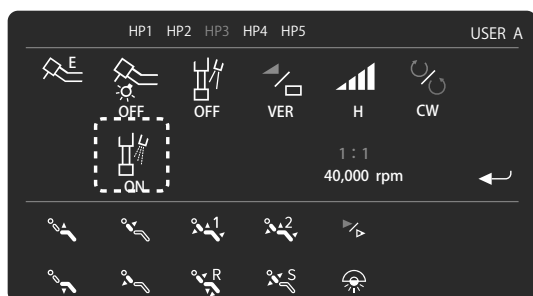 HP1 HP2 HP3 HP4 HP5 USER A
E
OFF OFF VER H CW
1 : 1
ON 40,000 rpm
1 2
R S